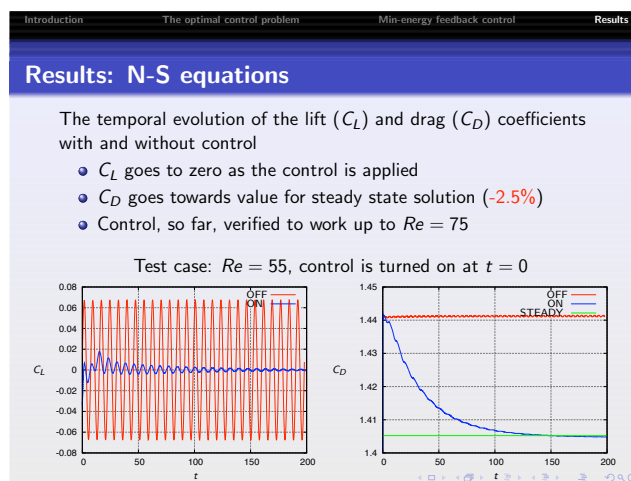 Introduction The optimal control problem Min-energy feedback control Results
Results: N-S equations
The temporal evolution of the lift (C_L) and drag (C_D) coefficients
with and without control
C_L goes to zero as the control is applied
C_D goes towards value for steady state solution (-2.5%)
Control, so far, verified to work up to Re = 75
Test case: Re = 55, control is turned on at t = 0
OFF
ON
0.08
0.06
0.04
0.02
0
-0.02
-0.04
-0.06
-0.08
C_L
0 50 100 150 200
t
OFF
ON
STEADY
1.45
1.44
1.43
1.42
1.41
1.4
C_D
0 50 100 150 200
t